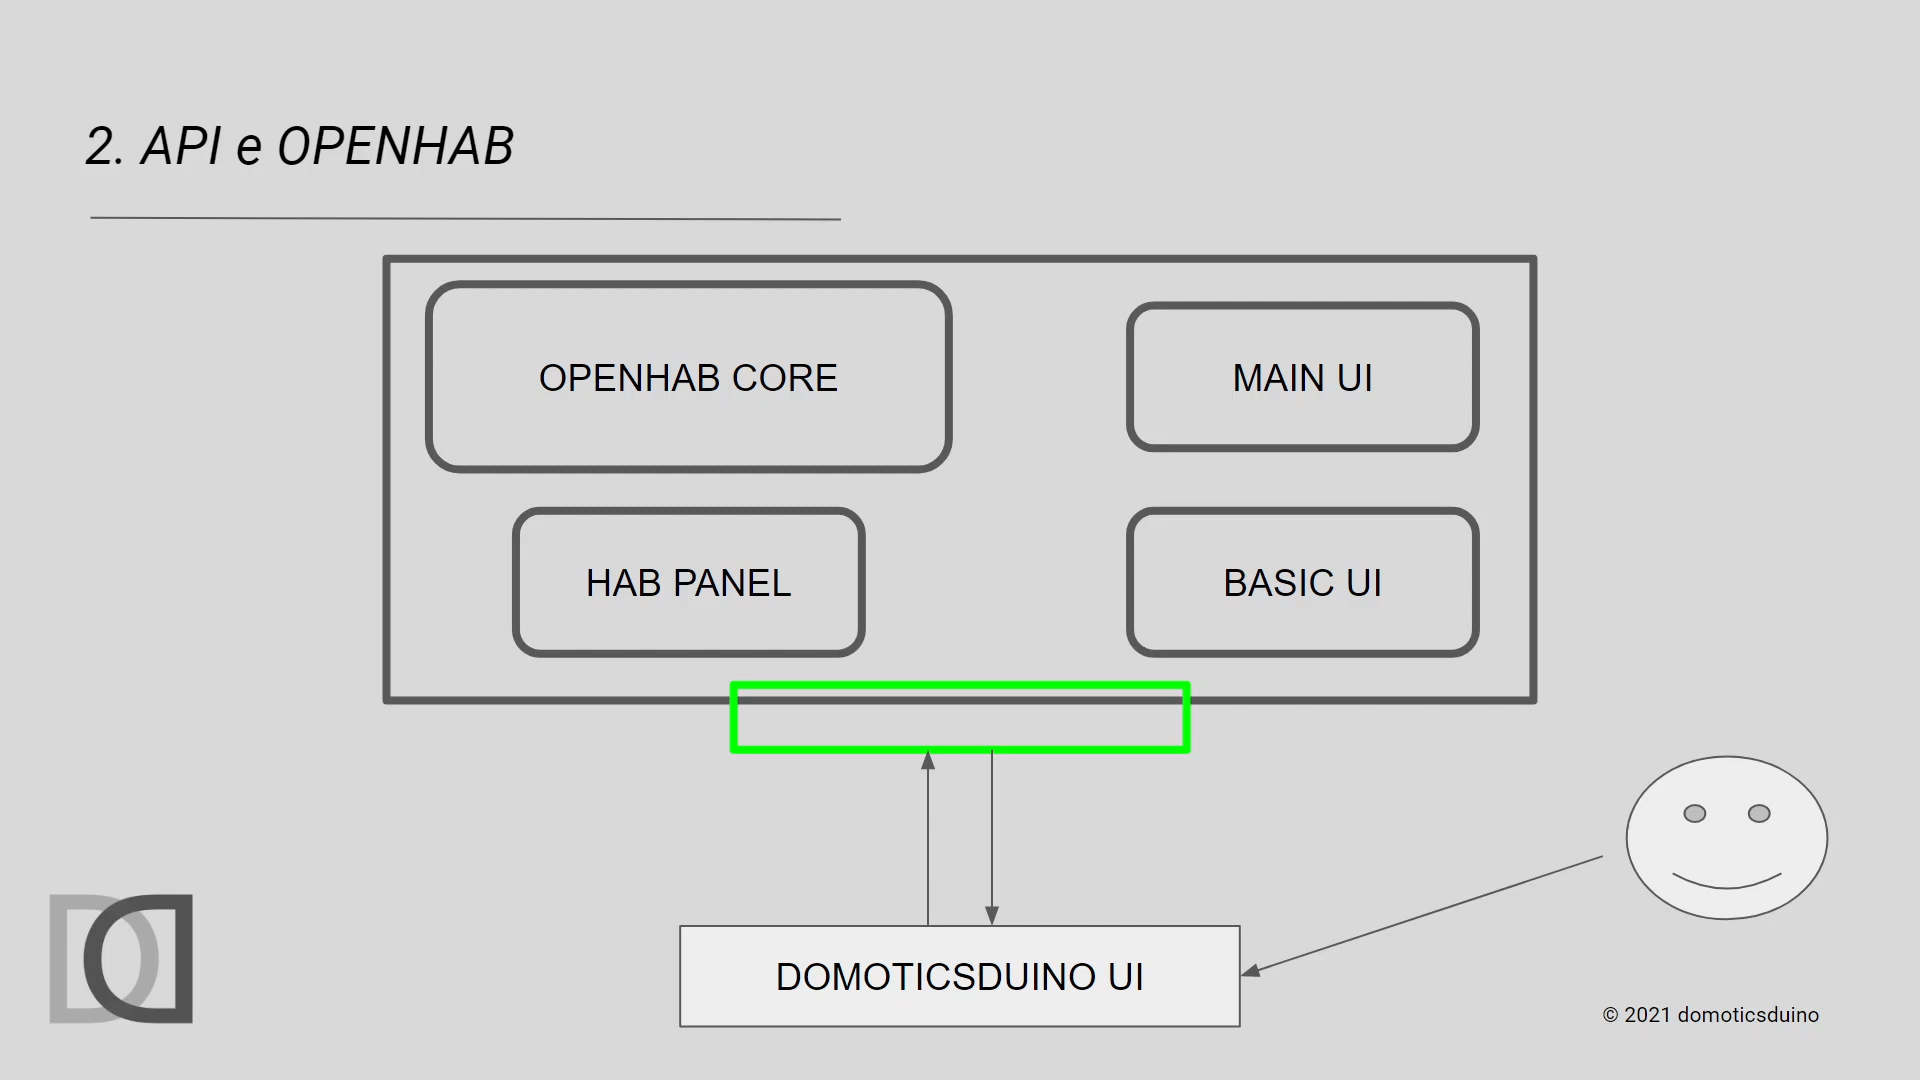 2. API e OPENHAB
OPENHAB CORE
MAIN UI
HAB PANEL
BASIC UI
DOMOTICSDUINO UI
© 2021 domoticsduino